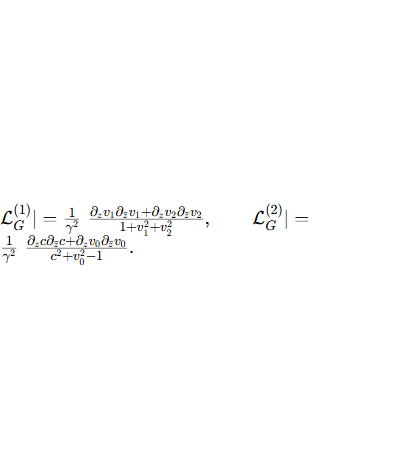 $\mathcal{L}_G^{(1)}| = \frac{1}{\gamma^2} \frac{\partial_z v_1 \partial_{\bar{z}} v_1 + \partial_z v_2 \partial_{\bar{z}} v_2}{1 + v_1^2 + v_2^2}, \qquad \mathcal{L}_G^{(2)}| =$
$\frac{1}{\gamma^2} \frac{\partial_z c \partial_{\bar{z}} c + \partial_z v_0 \partial_{\bar{z}} v_0}{c^2 + v_0^2 - 1}.$